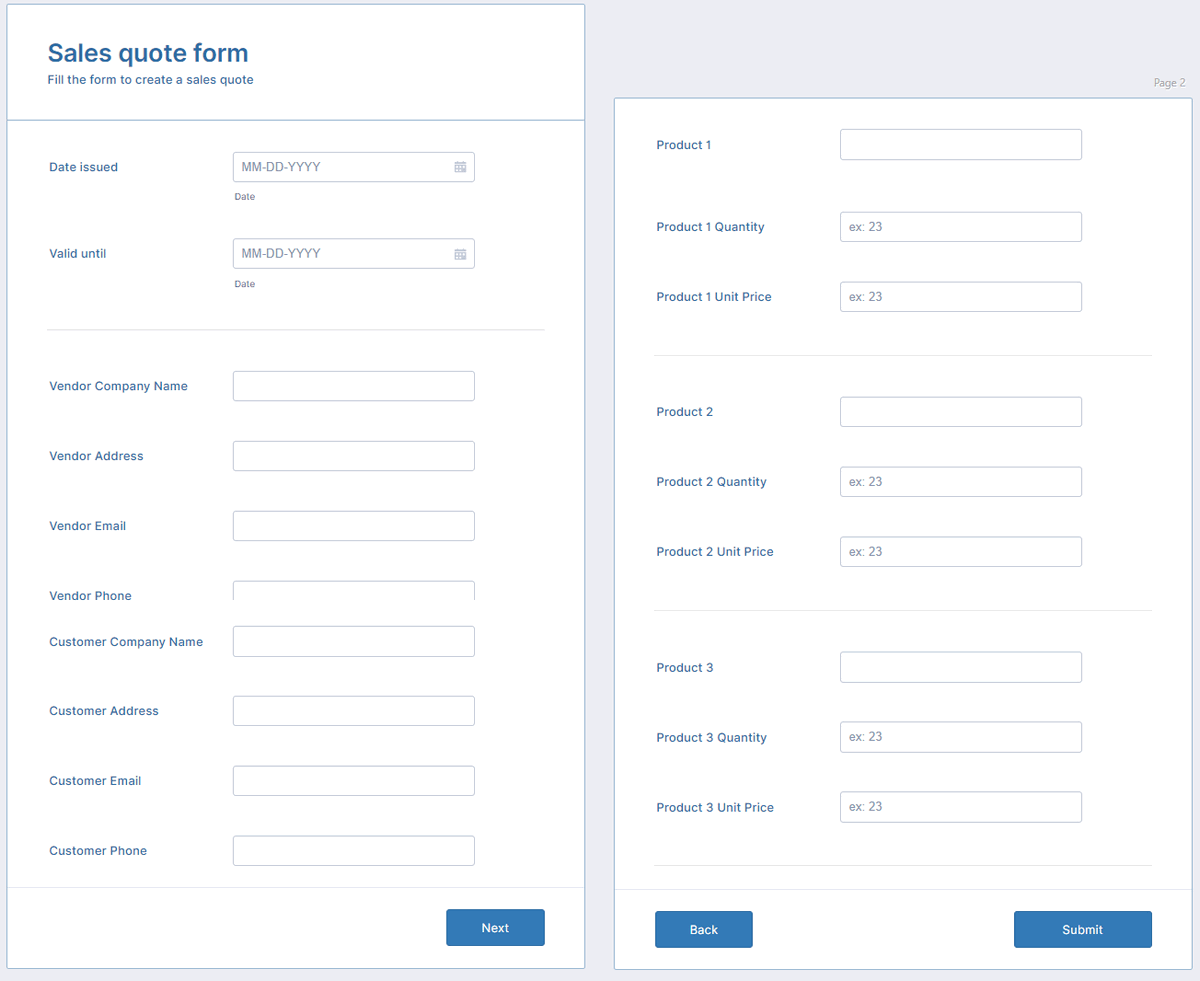 Sales quote form
Fill the form to create a sales quote
Date issued
MM-DD-YYYY
Date
Valid until
MM-DD-YYYY
Date
Vendor Company Name
Vendor Address
Vendor Email
Vendor Phone
Customer Company Name
Customer Address
Customer Email
Customer Phone
Next
Page 2
Product 1
Product 1 Quantity
ex: 23
Product 1 Unit Price
ex: 23
Product 2
Product 2 Quantity
ex: 23
Product 2 Unit Price
ex: 23
Product 3
Product 3 Quantity
ex: 23
Product 3 Unit Price
ex: 23
Back
Submit